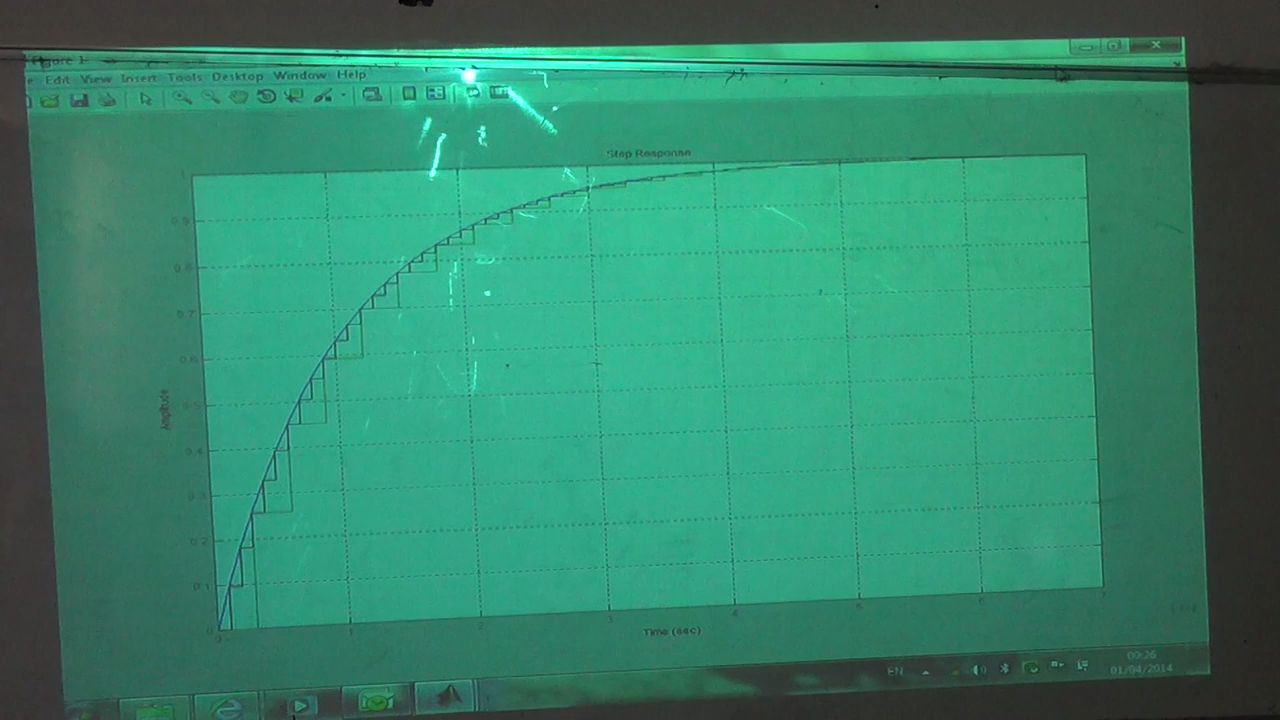 Figure 1
Edit View Insert Tools Desktop Window Help
Step Response
1
0.9
0.8
0.7
0.6
0.5
0.4
0.3
0.2
0.1
0
Amplitude
0 1 2 3 4 5 6 7
Time (sec)
EN
09:26
01/04/2014